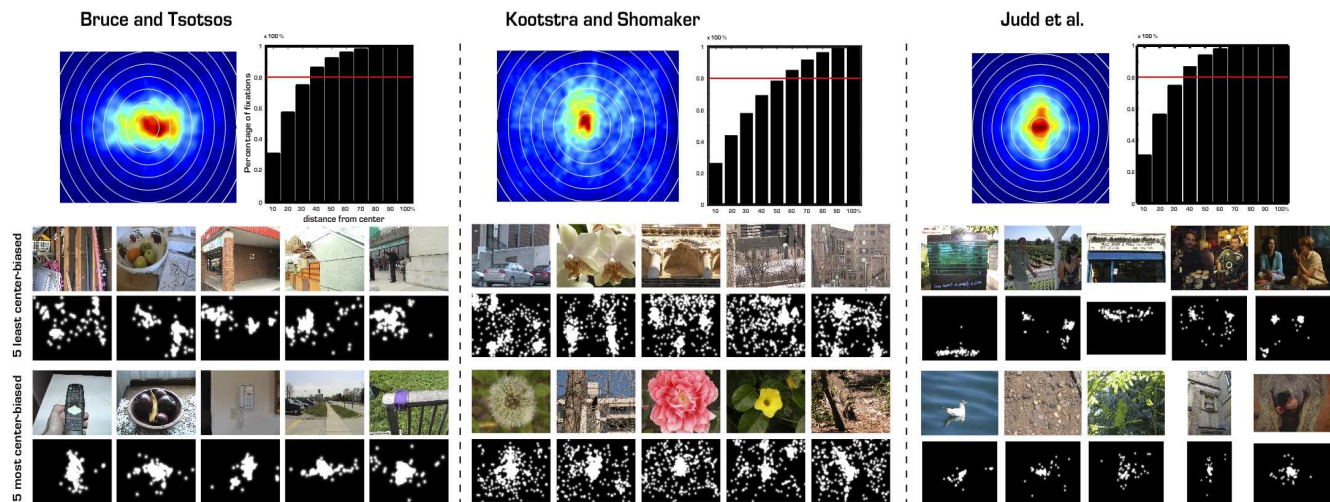 Bruce and Tsotsos
Kootstra and Shomaker
Judd et al.
x 100 %
1
0.8
0.6
0.4
0.2
0
Percentage of fixations
10 20 30 40 50 60 70 80 90 100%
distance from center
x 100 %
1
0.8
0.6
0.4
0.2
0
10 20 30 40 50 60 70 80 90 100%
x 100 %
1
0.8
0.6
0.4
0.2
0
10 20 30 40 50 60 70 80 90 100%
5 least center-biased
5 most center-biased